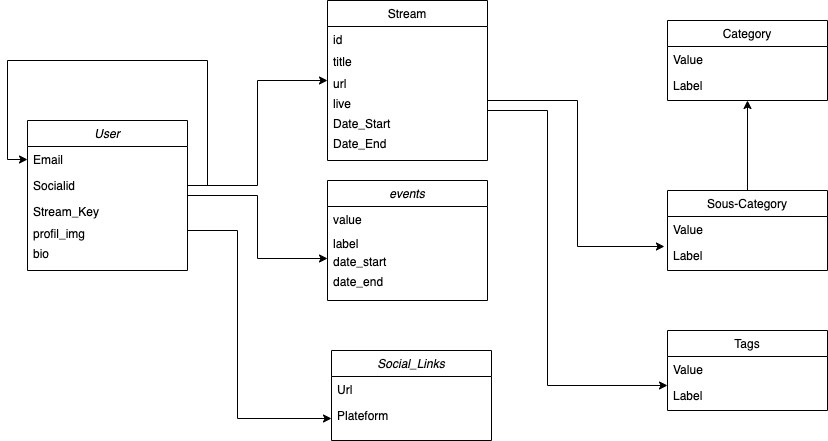 Stream
id
title
url
live
Date_Start
Date_End
Category
Value
Label
User
Email
Socialid
Stream_Key
profil_img
bio
events
value
label
date_start
date_end
Sous-Category
Value
Label
Social_Links
Url
Plateform
Tags
Value
Label